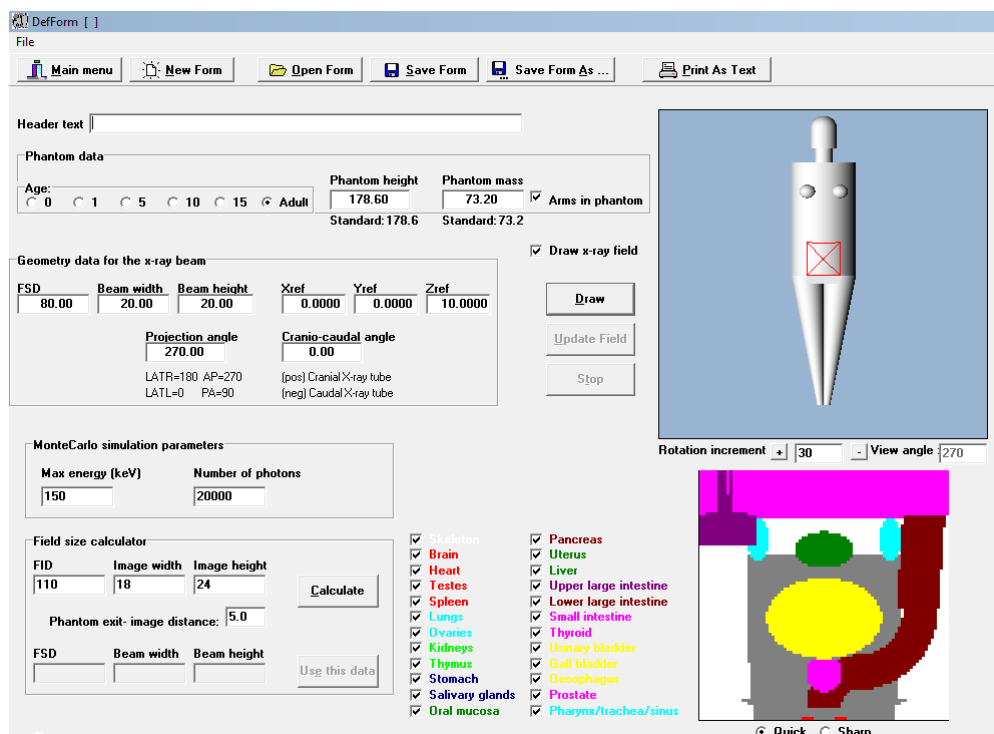 DefForm [ ]
File
Main menu New Form Open Form Save Form Save Form As ... Print As Text
Header text
Phantom data
Age:
0 1 5 10 15 Adult
Phantom height Phantom mass
178.60 73.20 Arms in phantom
Standard: 178.6 Standard: 73.2
Draw x-ray field
Geometry data for the x-ray beam
FSD Beam width Beam height Xref Yref Zref
80.00 20.00 20.00 0.0000 0.0000 10.0000
Draw
Projection angle Cranio-caudal angle
270.00 0.00
Update Field
LATR=180 AP=270 (pos) Cranial X-ray tube
LATL=0 PA=90 (neg) Caudal X-ray tube
Stop
MonteCarlo simulation parameters
Max energy (keV) Number of photons
150 20000
Rotation increment + 30 - View angle : 270
Field size calculator
FID Image width Image height
110 18 24
Calculate
Phantom exit- image distance: 5.0
FSD Beam width Beam height
Use this data
Skeleton Pancreas
Brain Uterus
Heart Liver
Testes Upper large intestine
Spleen Lower large intestine
Lungs Small intestine
Ovaries Thyroid
Kidneys Urinary bladder
Thymus Gall bladder
Stomach Oesophagus
Salivary glands Prostate
Oral mucosa Pharynx/trachea/sinus
Quick Sharp